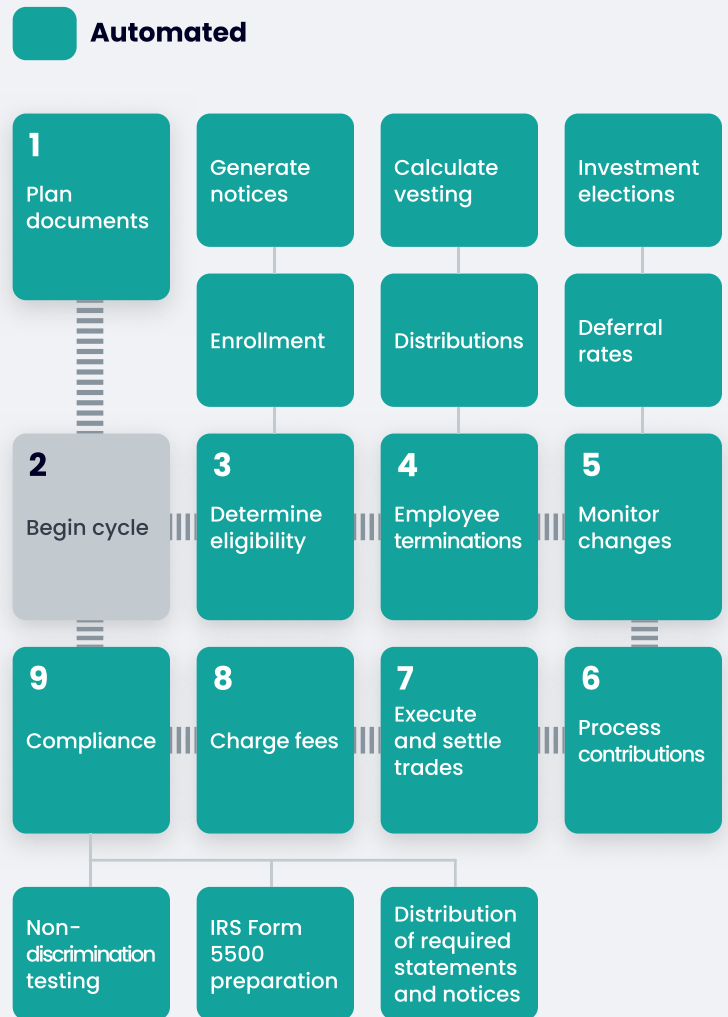 Automated
1
Plan
documents
Generate
notices
Calculate
vesting
Investment
elections
Enrollment
Distributions
Deferral
rates
2
Begin cycle
3
Determine
eligibility
4
Employee
terminations
5
Monitor
changes
9
Compliance
8
Charge fees
7
Execute
and settle
trades
6
Process
contributions
Non-
discrimination
testing
IRS Form
5500
preparation
Distribution
of required
statements
and notices